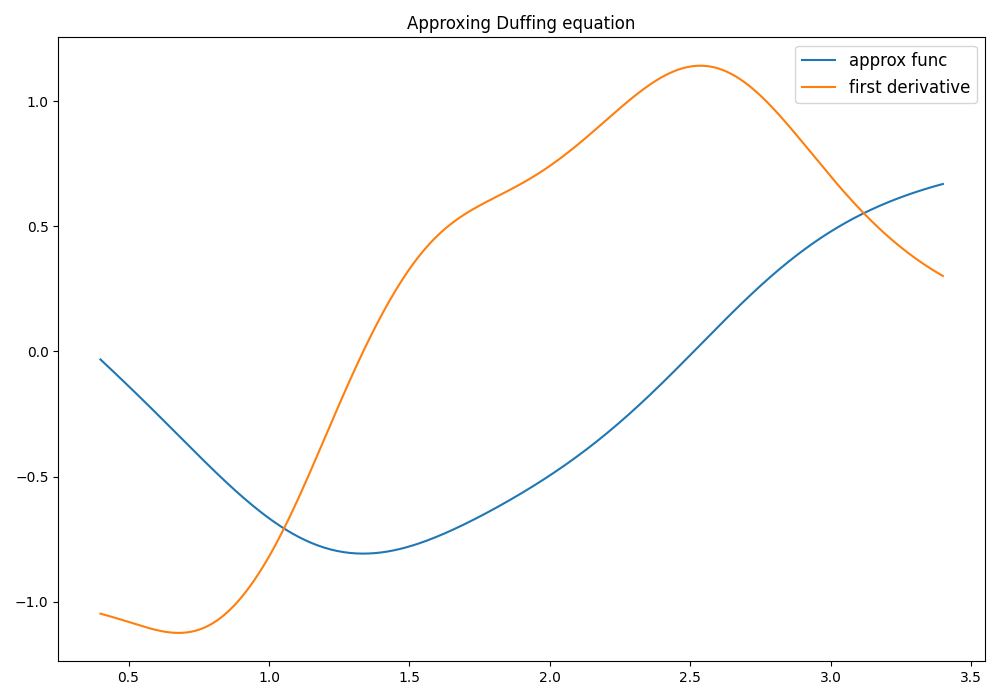 Approxing Duffing equation
approx func
first derivative
1.0
0.5
0.0
−0.5
−1.0
0.5 1.0 1.5 2.0 2.5 3.0 3.5